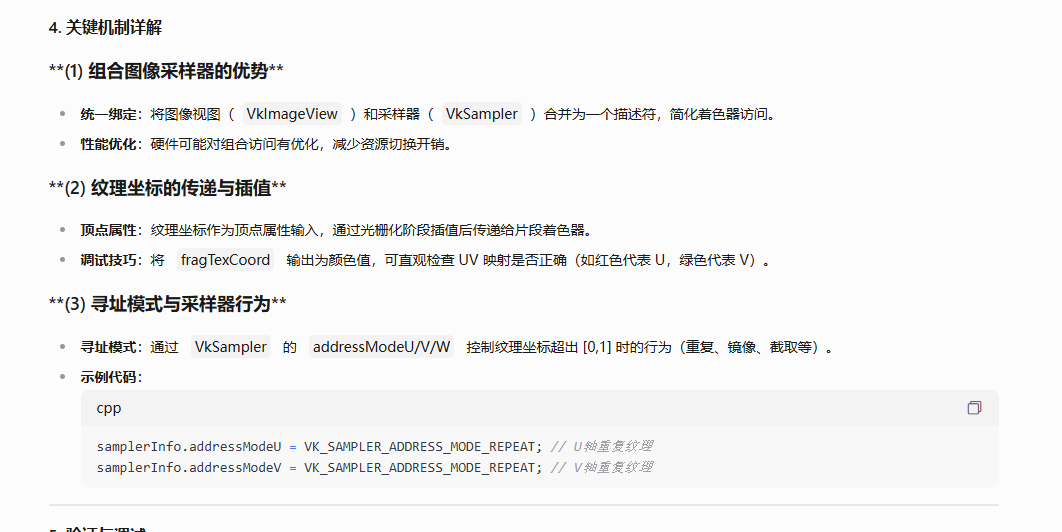 4. 关键机制详解
**(1) 组合图像采样器的优势**
统一绑定：将图像视图（ VkImageView ）和采样器（ VkSampler ）合并为一个描述符，简化着色器访问。
性能优化：硬件可能对组合访问有优化，减少资源切换开销。
**(2) 纹理坐标的传递与插值**
顶点属性：纹理坐标作为顶点属性输入，通过光栅化阶段插值后传递给片段着色器。
调试技巧：将 fragTexCoord 输出为颜色值，可直观检查 UV 映射是否正确（如红色代表 U，绿色代表 V）。
**(3) 寻址模式与采样器行为**
寻址模式：通过 VkSampler 的 addressModeU/V/W 控制纹理坐标超出 [0,1] 时的行为（重复、镜像、截取等）。
示例代码：
cpp
samplerInfo.addressModeU = VK_SAMPLER_ADDRESS_MODE_REPEAT; // U轴重复纹理
samplerInfo.addressModeV = VK_SAMPLER_ADDRESS_MODE_REPEAT; // V轴重复纹理